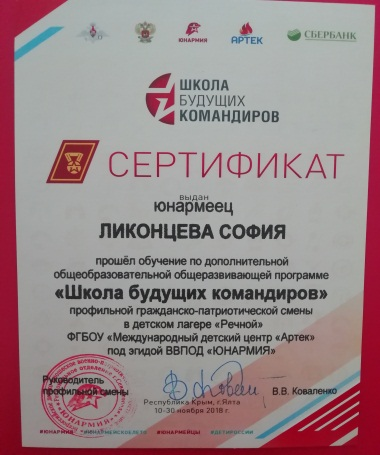 ЮНАРМИЯ
АРТЕК
СБЕРБАНК
ШКОЛА
БУДУЩИХ
КОМАНДИРОВ
СЕРТИФИКАТ
выдан
юнармеец
ЛИКОНЦЕВА СОФИЯ
прошёл обучение по дополнительной
общеобразовательной общеразвивающей программе
«Школа будущих командиров»
профильной гражданско-патриотической смены
в детском лагере «Речной»
ФГБОУ «Международный детский центр «Артек»
под эгидой ВВПОД «ЮНАРМИЯ»
Руководитель
профильной смены
В.В. Коваленко
«ЮНАРМИЯ»
Республика Крым, г.Ялта
10-30 ноября 2018 г.
#ЮНАРМИЯ #ЮНАРМЕЙЦЫ #ДЕТИРОССИИ